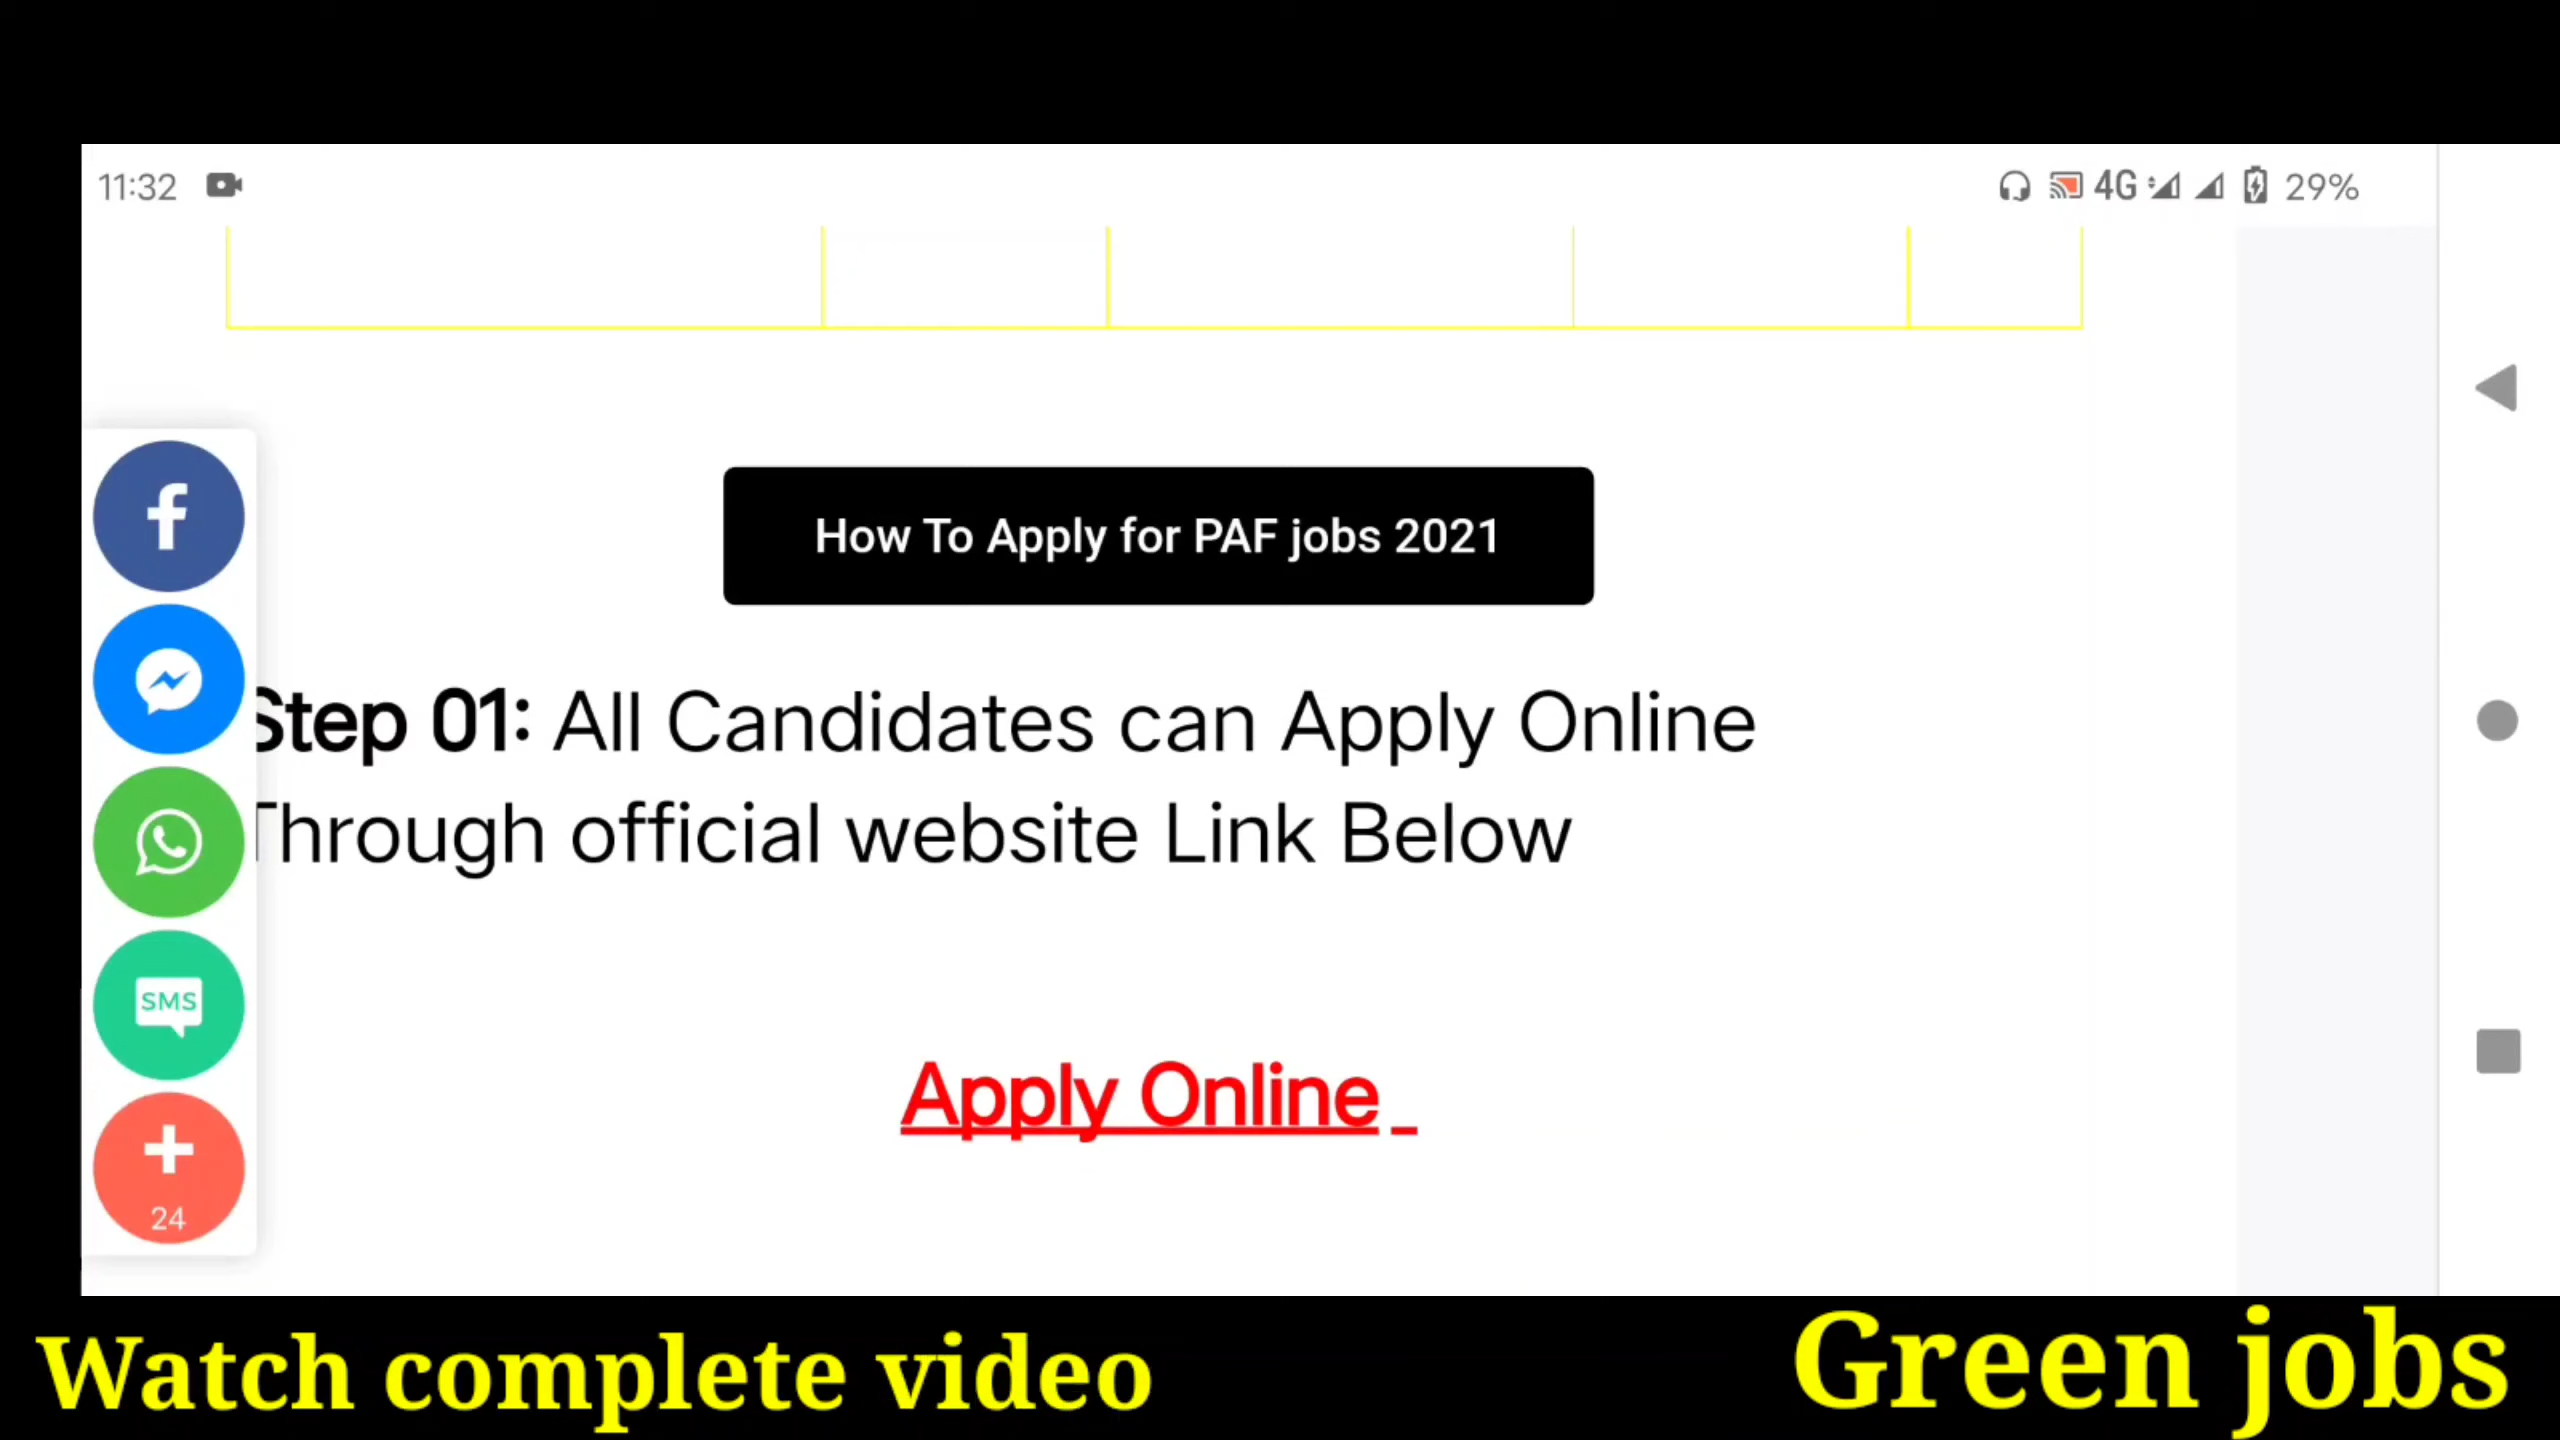 11:32
4G
29%
How To Apply for PAF jobs 2021
Step 01: All Candidates can Apply Online
Through official website Link Below
SMS
Apply Online
24
Watch complete video
Green jobs